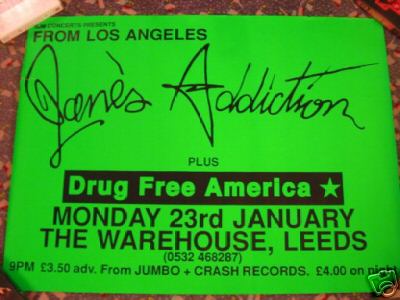 CONCERTS PRESENTS
FROM LOS ANGELES
Jane's Addiction
PLUS
Drug Free America ★
MONDAY 23rd JANUARY
THE WAREHOUSE, LEEDS
(0532 468287)
9PM £3.50 adv. From JUMBO + CRASH RECORDS. £4.00 on night